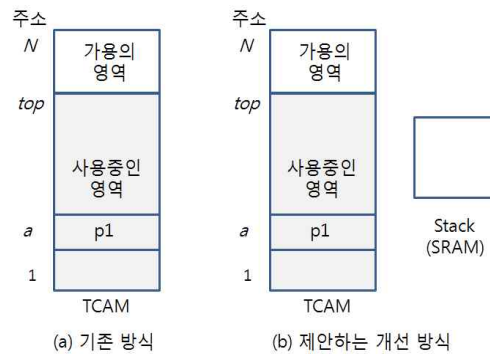 주소
N
가용의
영역
top
사용중인
영역
a
p1
1
TCAM
(a) 기존 방식
주소
N
가용의
영역
top
사용중인
영역
a
p1
1
TCAM
Stack
(SRAM)
(b) 제안하는 개선 방식